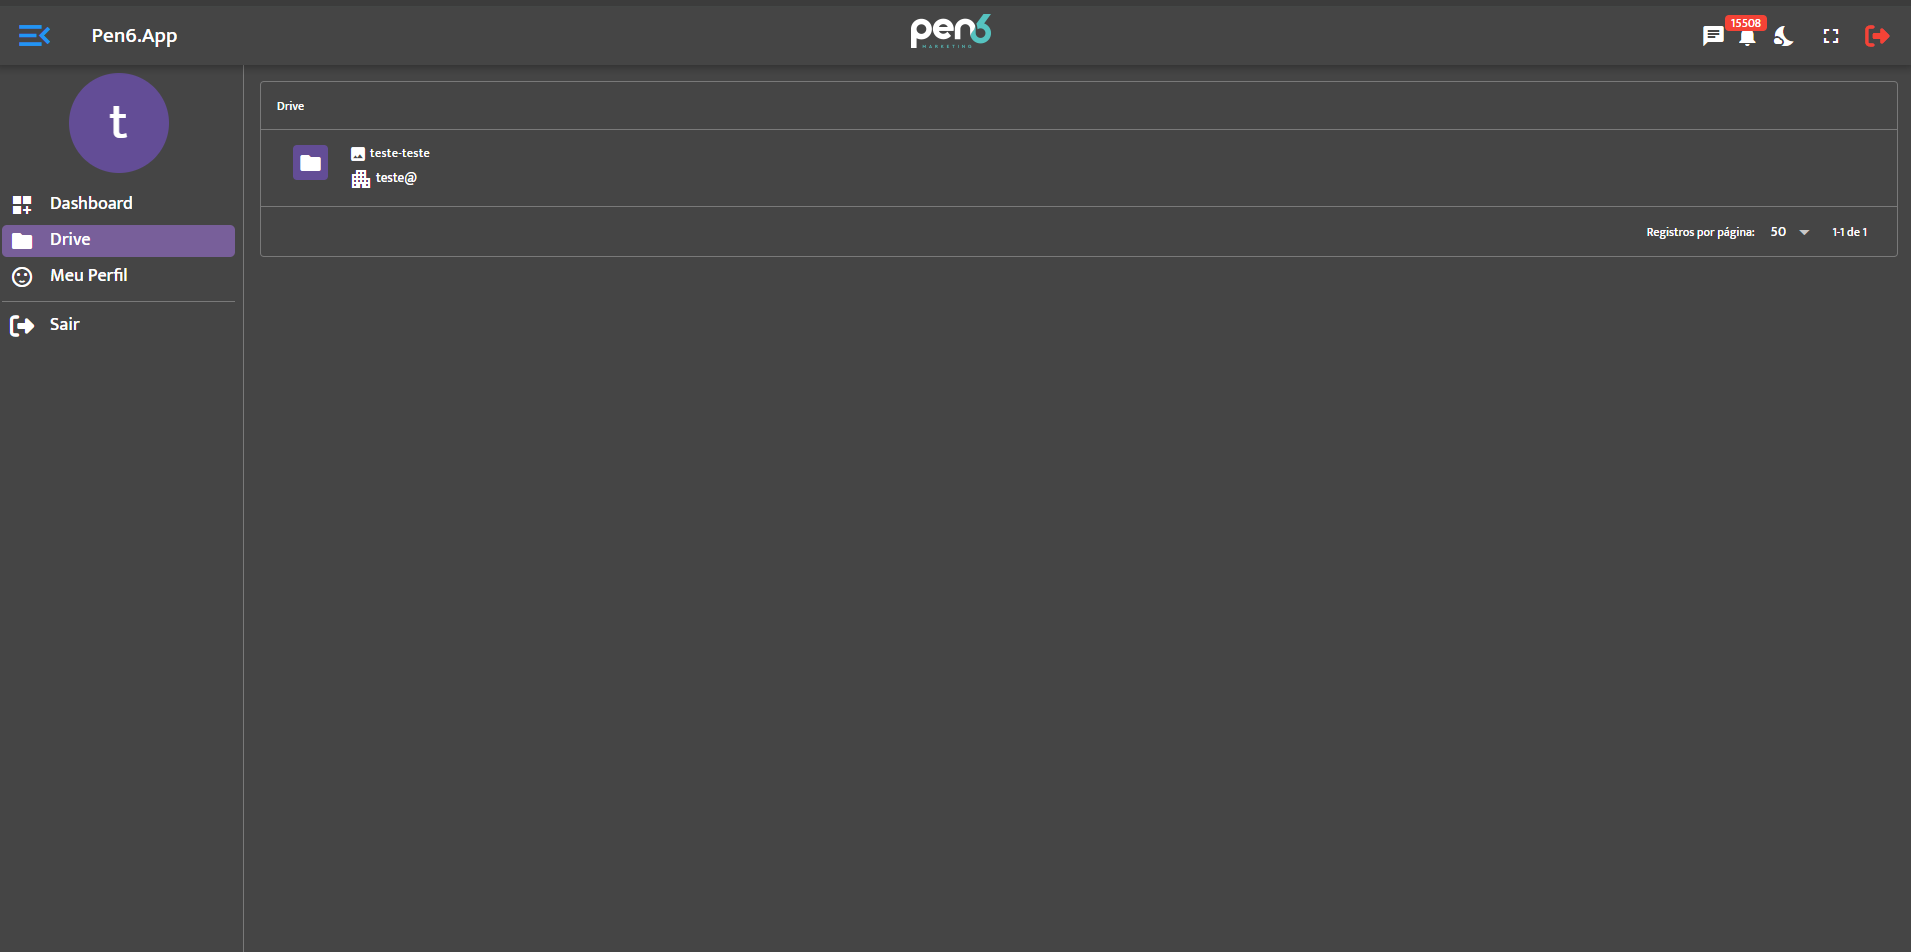 Pen6.App
pen6
MARKETING
15508
t
Dashboard
Drive
Meu Perfil
Sair
Drive
teste-teste
teste@
Registros por página: 50 1-1 de 1